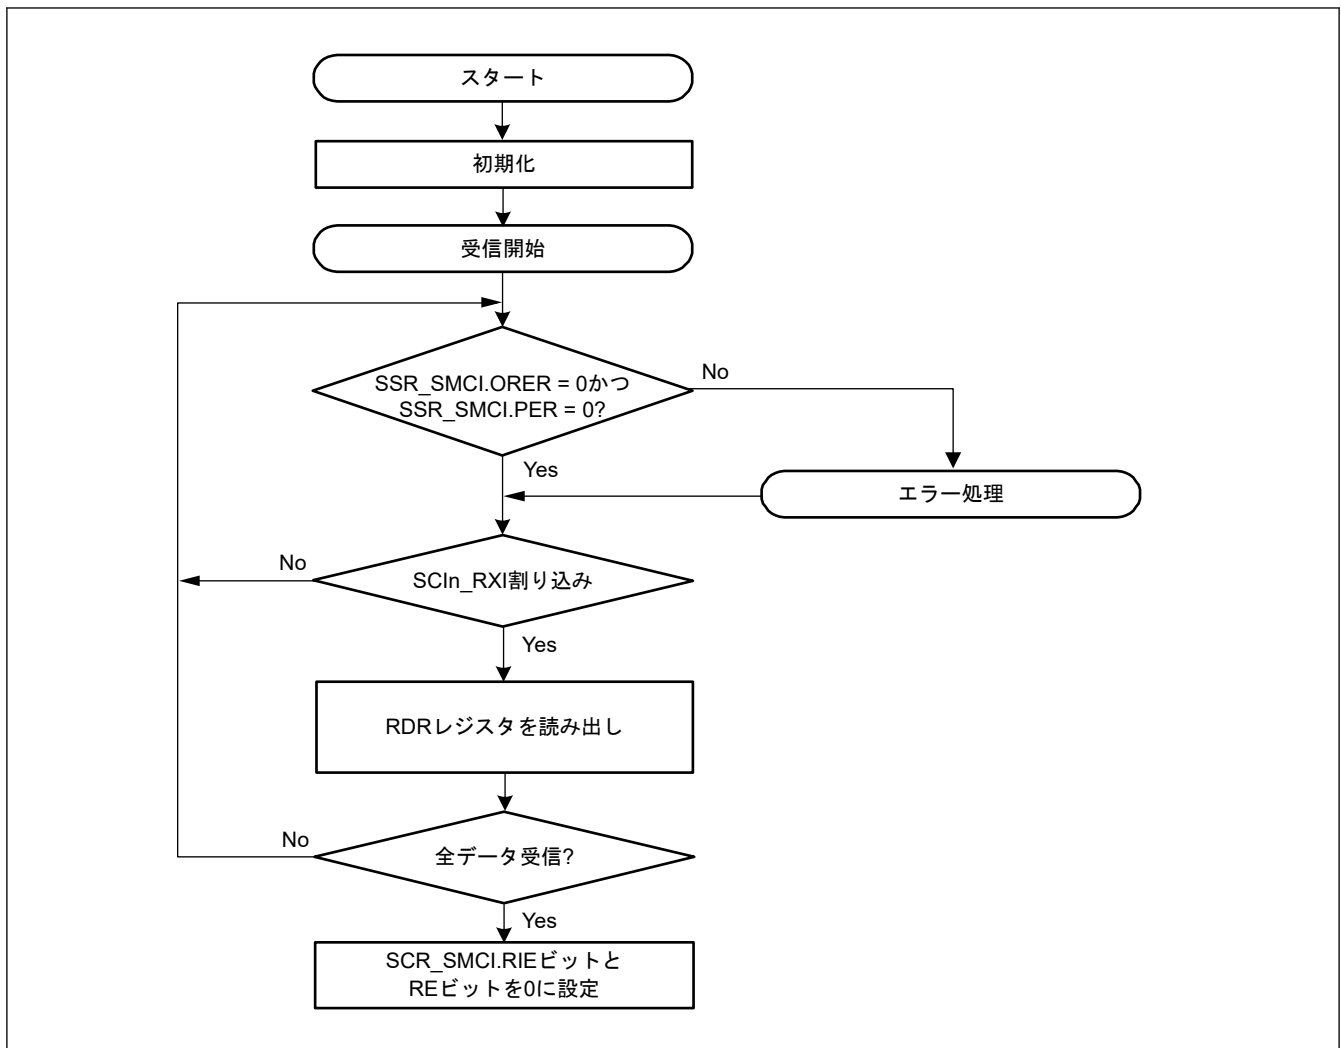 スタート
初期化
受信開始
SSR_SMCI.ORER = 0かつ
SSR_SMCI.PER = 0?
No
Yes
エラー処理
No
SCIn_RXI割り込み
Yes
RDRレジスタを読み出し
No
全データ受信?
Yes
SCR_SMCI.RIEビットと
REビットを0に設定